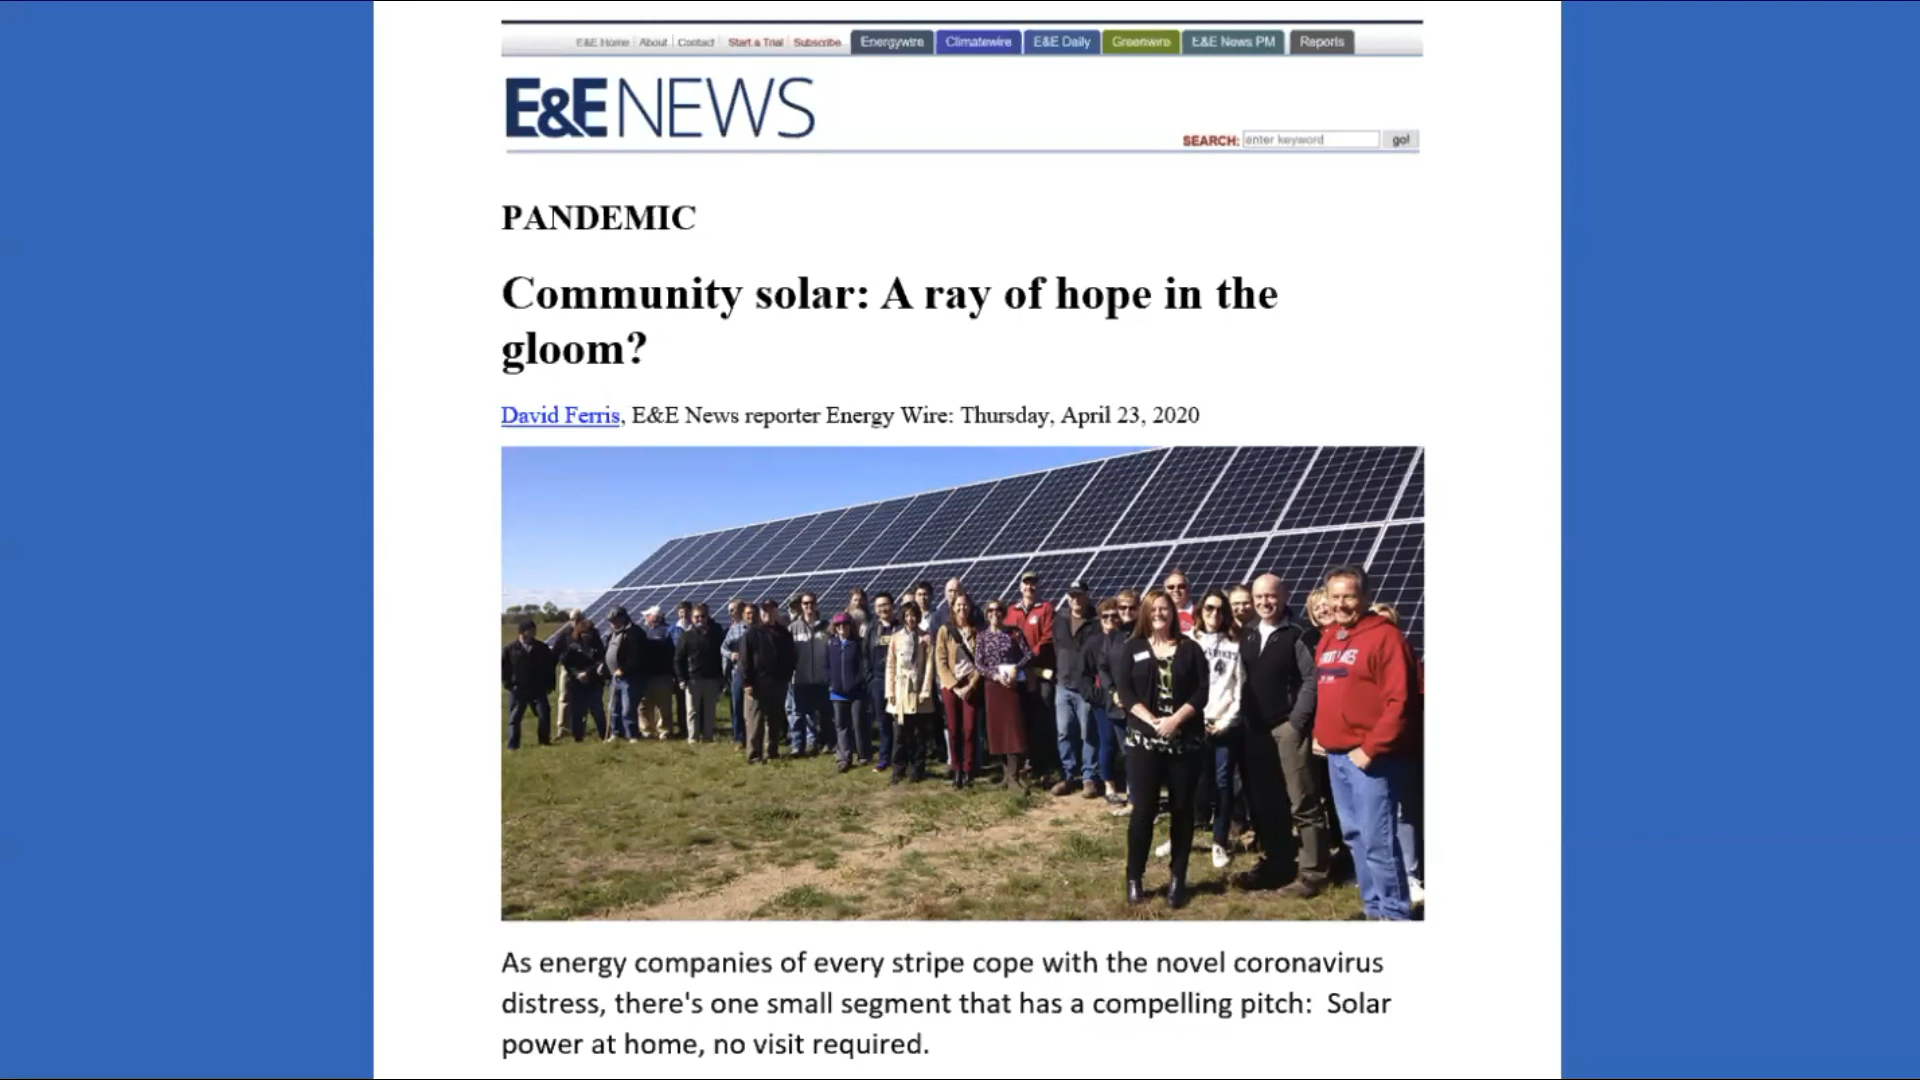 E&E Home About Contact Start a Trial Subscribe Energywire Climatewire E&E Daily Greenwire E&E News PM Reports
E&E NEWS
SEARCH: enter keyword go!
PANDEMIC
Community solar: A ray of hope in the
gloom?
David Ferris, E&E News reporter Energy Wire: Thursday, April 23, 2020
As energy companies of every stripe cope with the novel coronavirus
distress, there's one small segment that has a compelling pitch:  Solar
power at home, no visit required.